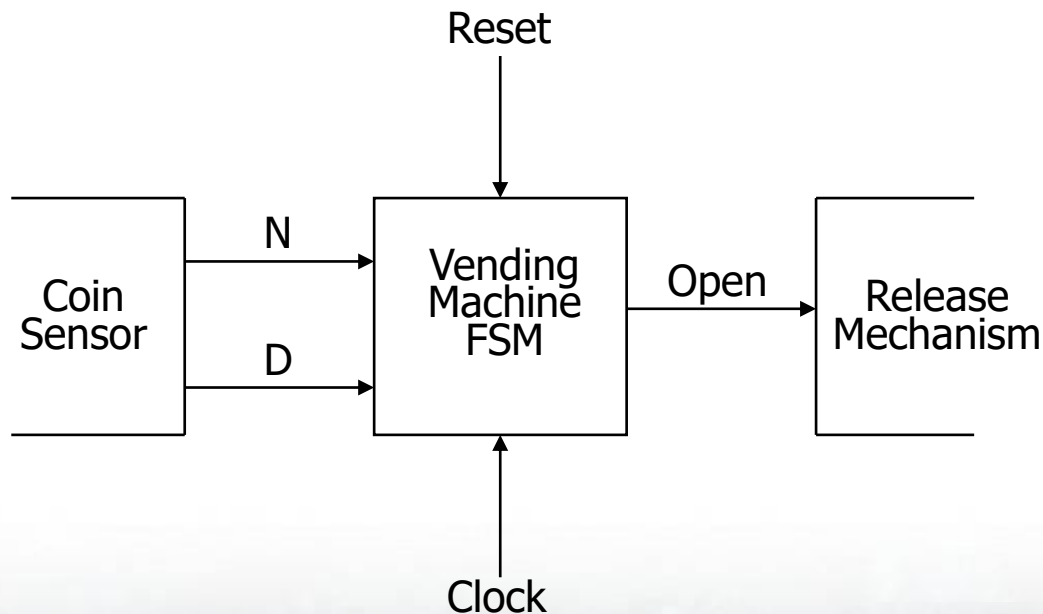 Reset
N
D
Coin
Sensor
Vending
Machine
FSM
Open
Release
Mechanism
Clock